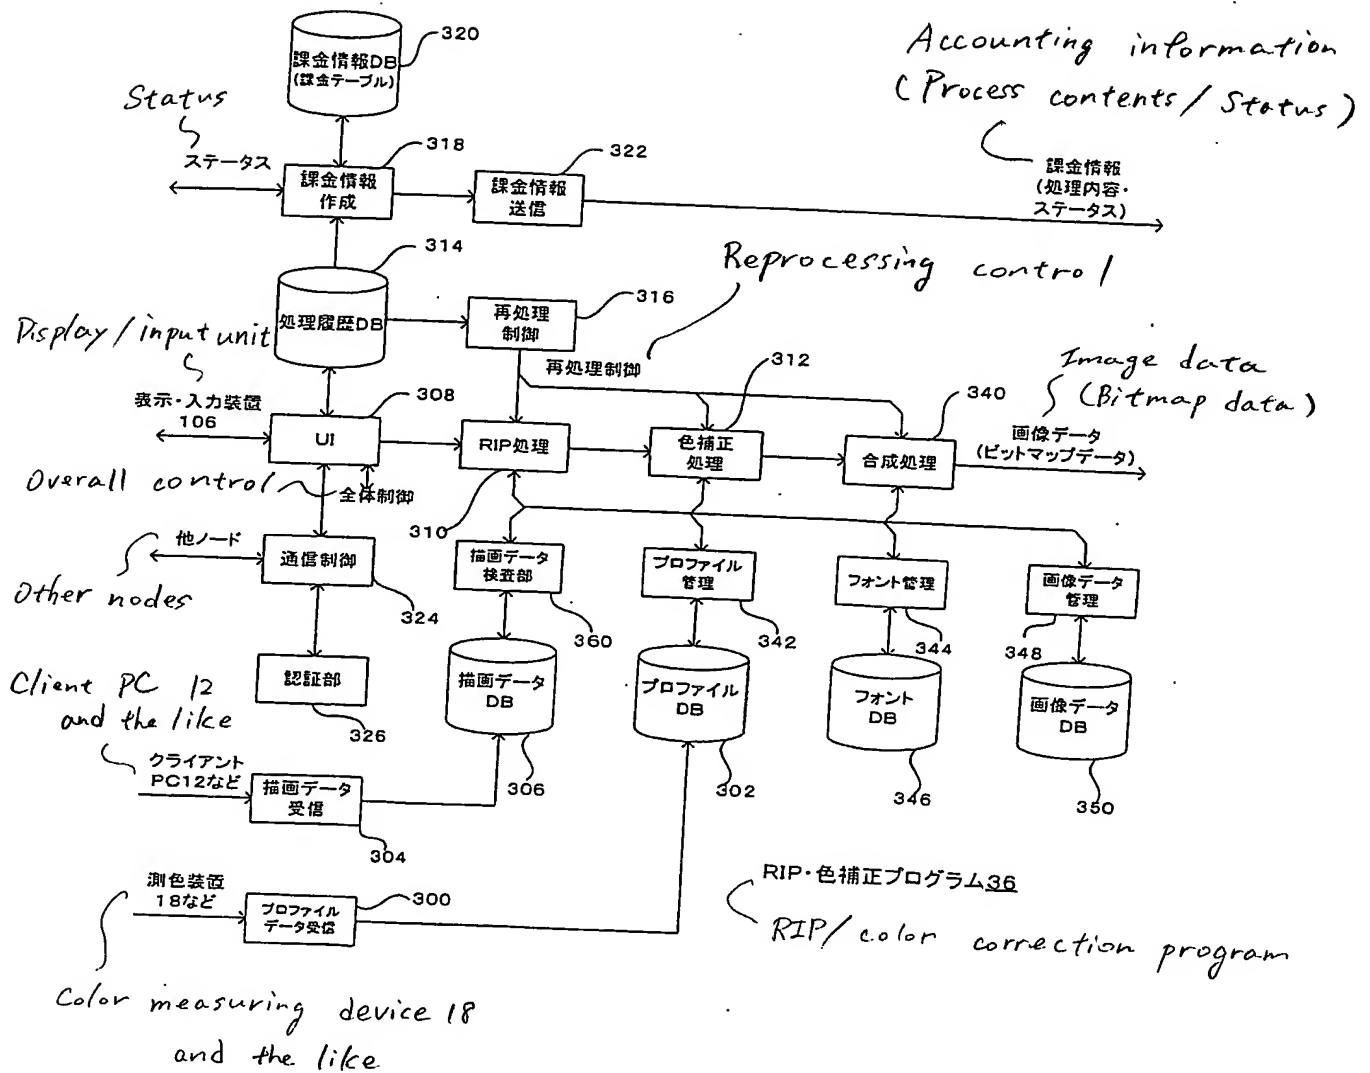 320
課金情報DB
(課金テーブル)
Accounting information
(Process contents/Status)
Status
ステータス
318
課金情報
作成
322
課金情報
送信
課金情報
(処理内容・
ステータス)
314
処理履歴DB
Reprocessing control
316
再処理
制御
再処理制御
Display/input unit
表示・入力装置
106
308
UI
RIP処理
310
312
色補正
処理
340
合成処理
Image data
(Bitmap data)
画像データ
(ビットマップデータ)
Overall control
全体制御
他ノード
Other nodes
通信制御
324
描画データ
検査部
360
プロファイル
管理
342
フォント管理
344
画像データ
管理
348
認証部
326
描画データ
DB
306
プロファイル
DB
302
フォント
DB
346
画像データ
DB
350
Client PC 12
and the like
クライアント
PC12など
描画データ
受信
304
測色装置
18など
プロファイル
データ受信
300
RIP・色補正プログラム36
RIP/color correction program
Color measuring device 18
and the like